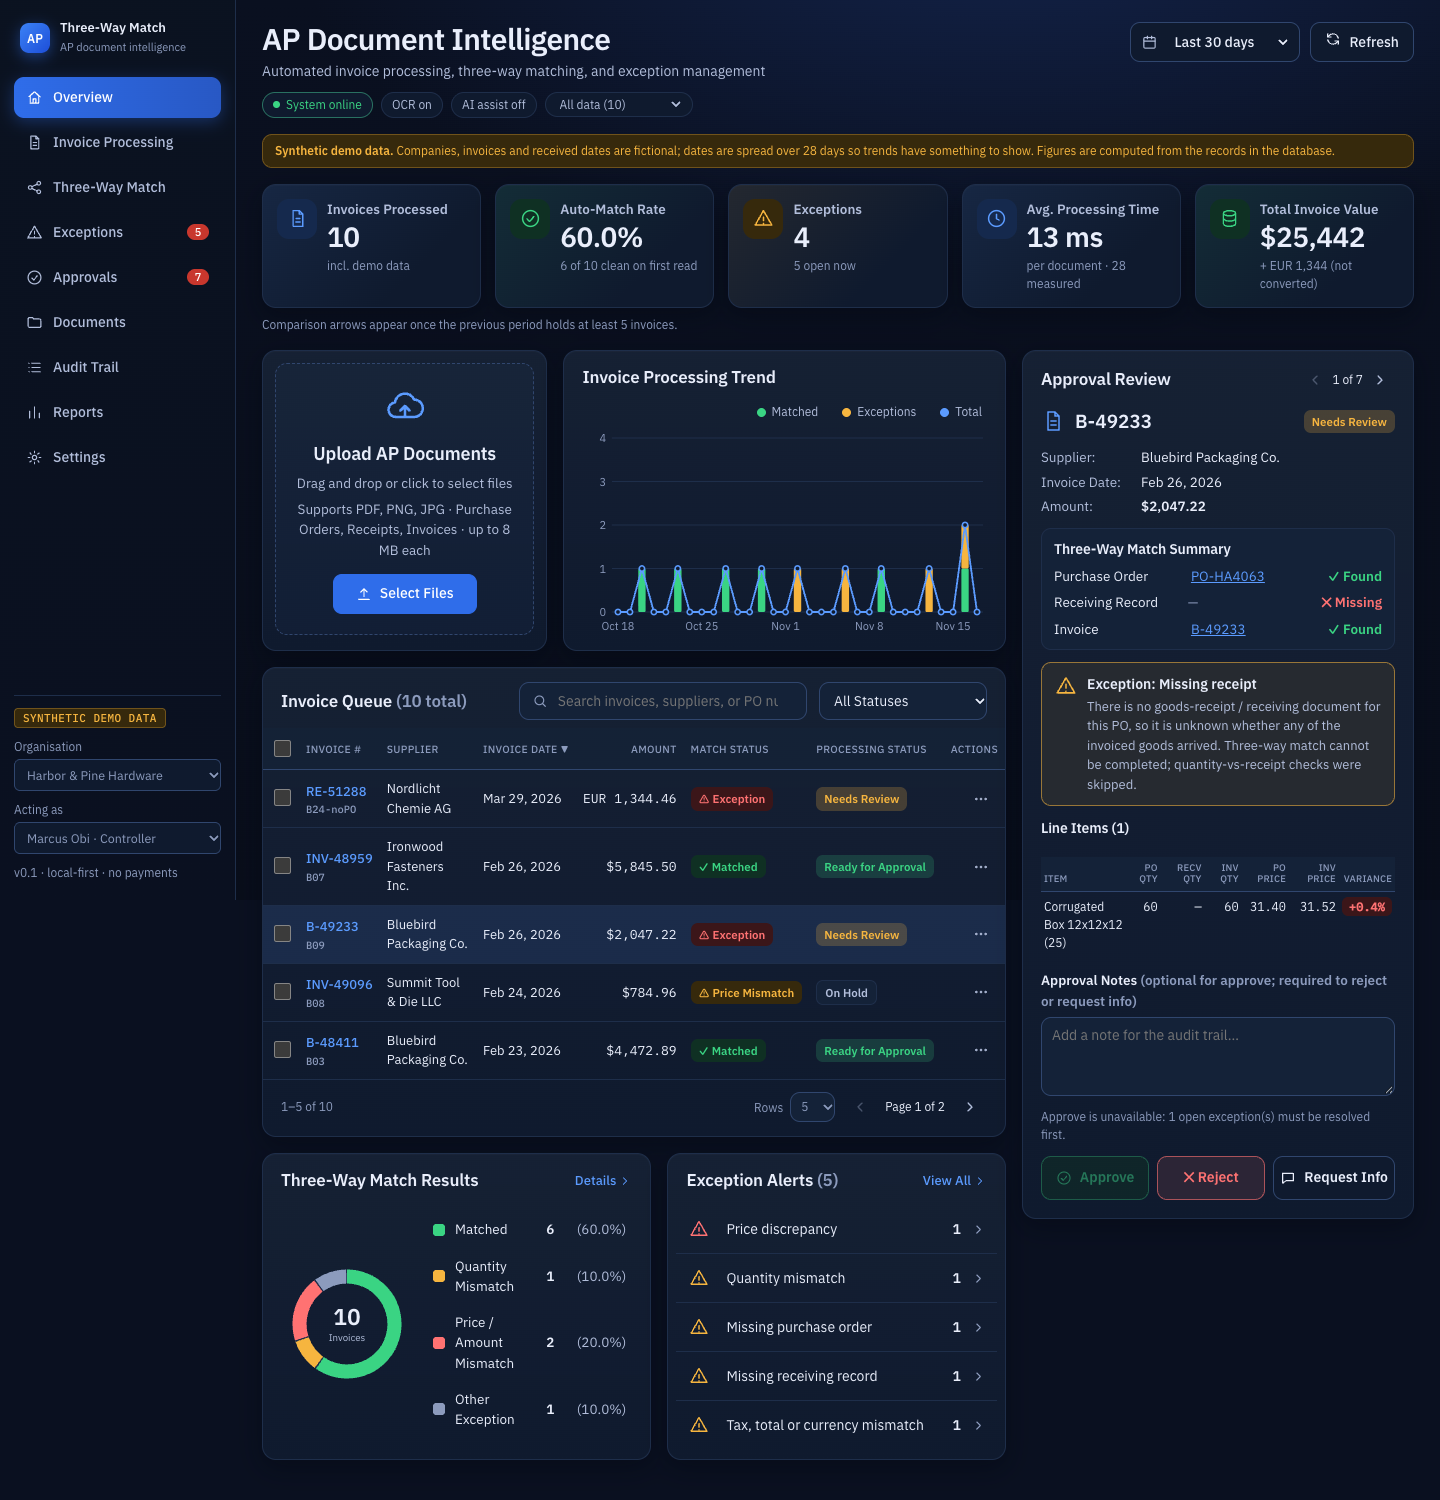 AP
Three-Way Match
AP document intelligence
Overview
Invoice Processing
Three-Way Match
Exceptions 5
Approvals 7
Documents
Audit Trail
Reports
Settings
SYNTHETIC DEMO DATA
Organisation
Harbor & Pine Hardware
Acting as
Marcus Obi · Controller
v0.1 · local-first · no payments
AP Document Intelligence
Automated invoice processing, three-way matching, and exception management
Last 30 days
Refresh
System online
OCR on
AI assist off
All data (10)
Synthetic demo data. Companies, invoices and received dates are fictional; dates are spread over 28 days so trends have something to show. Figures are computed from the records in the database.
Invoices Processed
10
incl. demo data
Auto-Match Rate
60.0%
6 of 10 clean on first read
Exceptions
4
5 open now
Avg. Processing Time
13 ms
per document · 28
measured
Total Invoice Value
$25,442
+ EUR 1,344 (not
converted)
Comparison arrows appear once the previous period holds at least 5 invoices.
Upload AP Documents
Drag and drop or click to select files
Supports PDF, PNG, JPG · Purchase
Orders, Receipts, Invoices · up to 8
MB each
Select Files
Invoice Processing Trend
Matched Exceptions Total
4
3
2
1
0
Oct 18 Oct 25 Nov 1 Nov 8 Nov 15
Invoice Queue (10 total)
Search invoices, suppliers, or PO nu
All Statuses
INVOICE # SUPPLIER INVOICE DATE ▼ AMOUNT MATCH STATUS PROCESSING STATUS ACTIONS
RE-51288
B24-noPO
Nordlicht
Chemie AG
Mar 29, 2026 EUR 1,344.46 Exception Needs Review ···
INV-48959
B07
Ironwood
Fasteners
Inc.
Feb 26, 2026 $5,845.50 ✓ Matched Ready for Approval ···
B-49233
B09
Bluebird
Packaging Co.
Feb 26, 2026 $2,047.22 Exception Needs Review ···
INV-49096
B08
Summit Tool
& Die LLC
Feb 24, 2026 $784.96 Price Mismatch On Hold ···
B-48411
B03
Bluebird
Packaging Co.
Feb 23, 2026 $4,472.89 ✓ Matched Ready for Approval ···
1–5 of 10
Rows 5
Page 1 of 2
Three-Way Match Results
Details
10
Invoices
Matched 6 (60.0%)
Quantity
Mismatch
1 (10.0%)
Price /
Amount
Mismatch
2 (20.0%)
Other
Exception
1 (10.0%)
Exception Alerts (5)
View All
Price discrepancy 1
Quantity mismatch 1
Missing purchase order 1
Missing receiving record 1
Tax, total or currency mismatch 1
Approval Review
1 of 7
B-49233
Needs Review
Supplier: Bluebird Packaging Co.
Invoice Date: Feb 26, 2026
Amount: $2,047.22
Three-Way Match Summary
Purchase Order PO-HA4063 ✓ Found
Receiving Record — ✕ Missing
Invoice B-49233 ✓ Found
Exception: Missing receipt
There is no goods-receipt / receiving document for
this PO, so it is unknown whether any of the
invoiced goods arrived. Three-way match cannot
be completed; quantity-vs-receipt checks were
skipped.
Line Items (1)
ITEM PO QTY RECV QTY INV QTY PO PRICE INV PRICE VARIANCE
Corrugated
Box 12x12x12
(25)
60 — 60 31.40 31.52 +0.4%
Approval Notes (optional for approve; required to reject
or request info)
Add a note for the audit trail...
Approve is unavailable: 1 open exception(s) must be resolved
first.
Approve
✕ Reject
Request Info